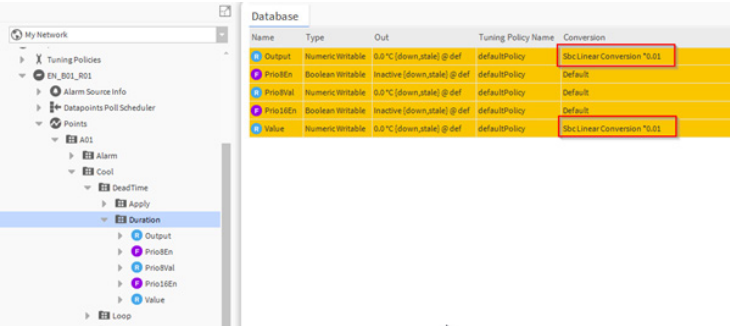 My Network
Tuning Policies
EN_B01_R01
Alarm Source Info
Datapoints Poll Scheduler
Points
A01
Alarm
Cool
DeadTime
Apply
Duration
Output
Prio8En
Prio8Val
Prio16En
Value
Loop
Database
Name Type Out Tuning Policy Name Conversion
Output Numeric Writable 0.0 °C {down,stale} @ def defaultPolicy Sbc Linear Conversion *0.01
Prio8En Boolean Writable Inactive {down,stale} @ def defaultPolicy Default
Prio8Val Numeric Writable 0.0 °C {down,stale} @ def defaultPolicy Default
Prio16En Boolean Writable Inactive {down,stale} @ def defaultPolicy Default
Value Numeric Writable 0.0 °C {down,stale} @ def defaultPolicy Sbc Linear Conversion *0.01